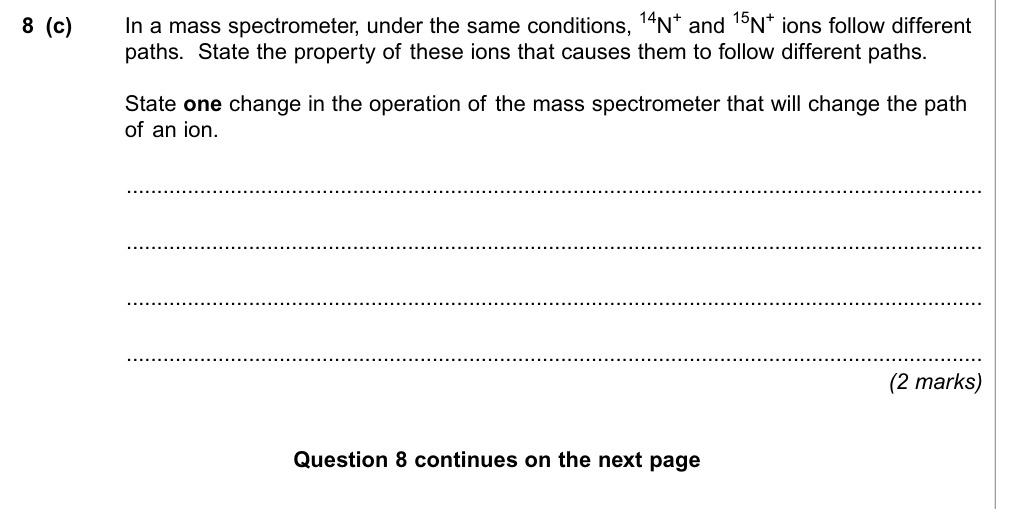 8 (c) In a mass spectrometer, under the same conditions, ¹⁴N⁺ and ¹⁵N⁺ ions follow different
paths. State the property of these ions that causes them to follow different paths.
State one change in the operation of the mass spectrometer that will change the path
of an ion.
(2 marks)
Question 8 continues on the next page